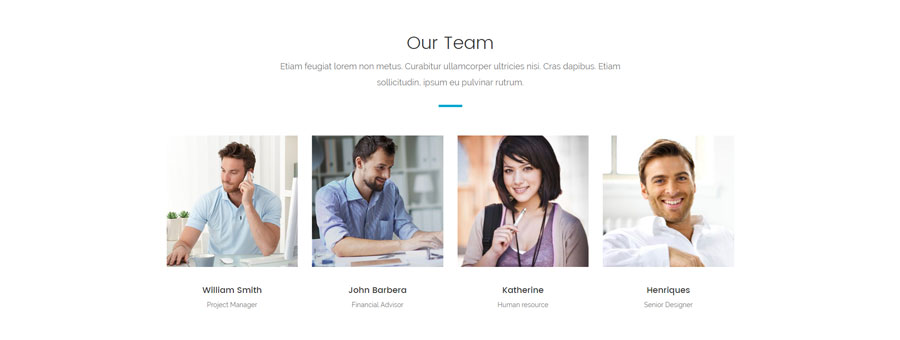 Our Team
Etiam feugiat lorem non metus. Curabitur ullamcorper ultricies nisi. Cras dapibus. Etiam
sollicitudin, ipsum eu pulvinar rutrum.
William Smith
Project Manager
John Barbera
Financial Advisor
Katherine
Human resource
Henriques
Senior Designer